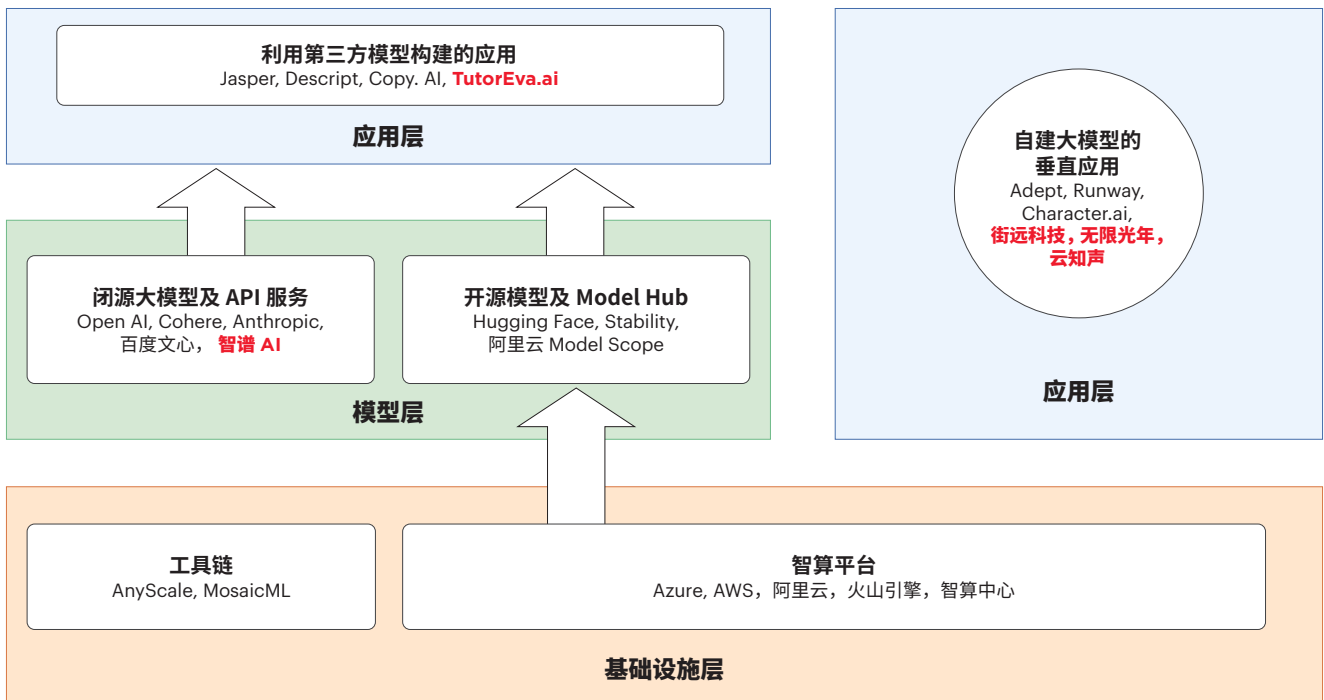 利用第三方模型构建的应用
Jasper, Descript, Copy. AI, TutorEva.ai
应用层
自建大模型的
垂直应用
Adept, Runway,
Character.ai,
街远科技，无限光年，
云知声
应用层
闭源大模型及 API 服务
Open AI, Cohere, Anthropic,
百度文心， 智谱 AI
开源模型及 Model Hub
Hugging Face, Stability,
阿里云 Model Scope
模型层
工具链
AnyScale, MosaicML
智算平台
Azure, AWS，阿里云，火山引擎，智算中心
基础设施层